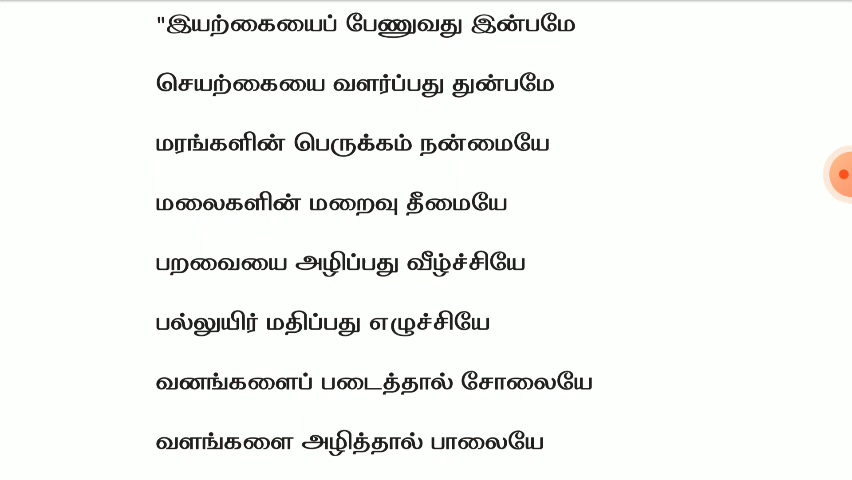 "இயற்கையைப் பேணுவது இன்பமே
செயற்கையை வளர்ப்பது துன்பமே
மரங்களின் பெருக்கம் நன்மையே
மலைகளின் மறைவு தீமையே
பறவையை அழிப்பது வீழ்ச்சியே
பல்லுயிர் மதிப்பது எழுச்சியே
வனங்களைப் படைத்தால் சோலையே
வளங்களை அழித்தால் பாலையே